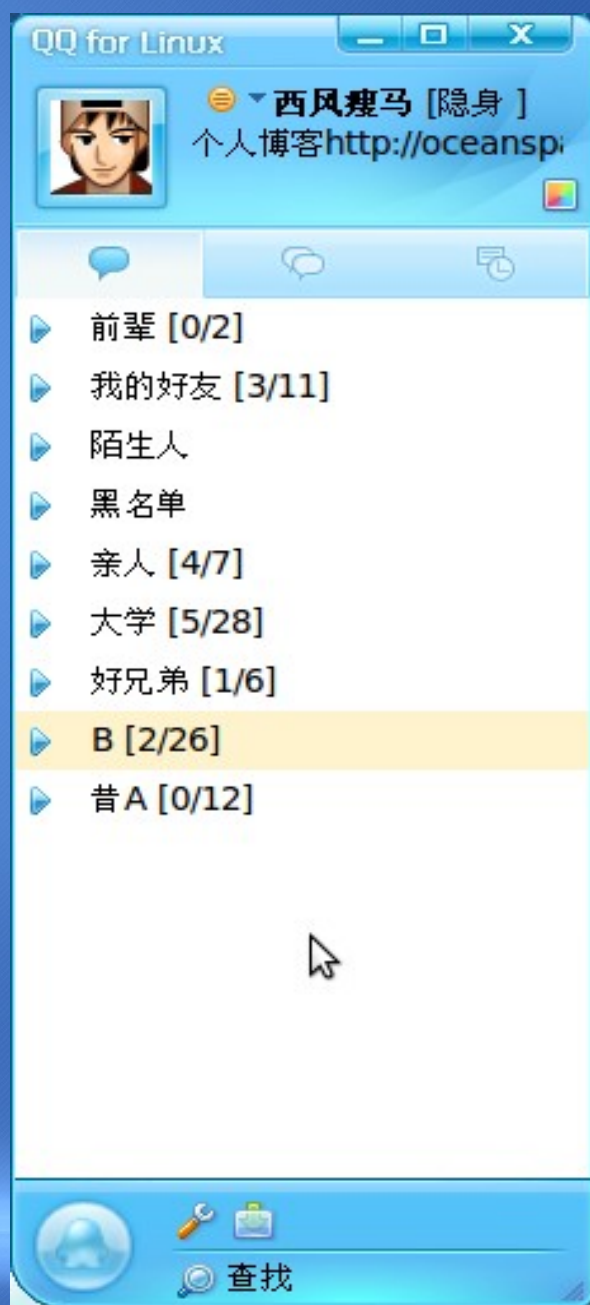 QQ for Linux
西风瘦马 [隐身 ]
个人博客http://oceanspa
前辈 [0/2]
我的好友 [3/11]
陌生人
黑名单
亲人 [4/7]
大学 [5/28]
好兄弟 [1/6]
B [2/26]
昔A [0/12]
查找